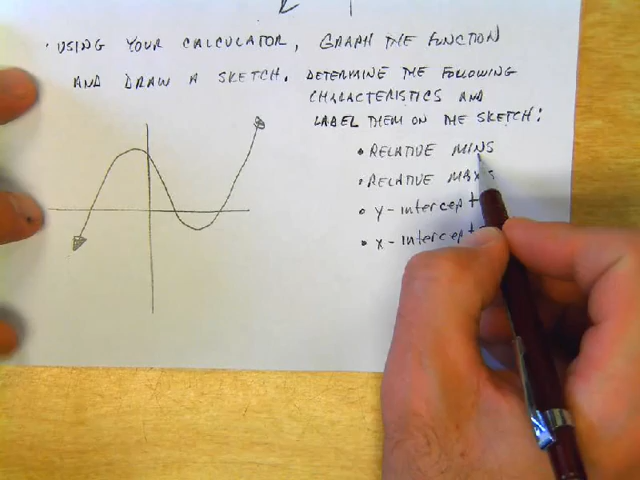 • USING YOUR CALCULATOR, GRAPH THE FUNCTION
AND DRAW A SKETCH. DETERMINE THE FOLLOWING
CHARACTERISTICS AND
LABEL THEM ON THE SKETCH:
• RELATIVE MINS
• RELATIVE MAXS
• y-intercept
• x-intercept